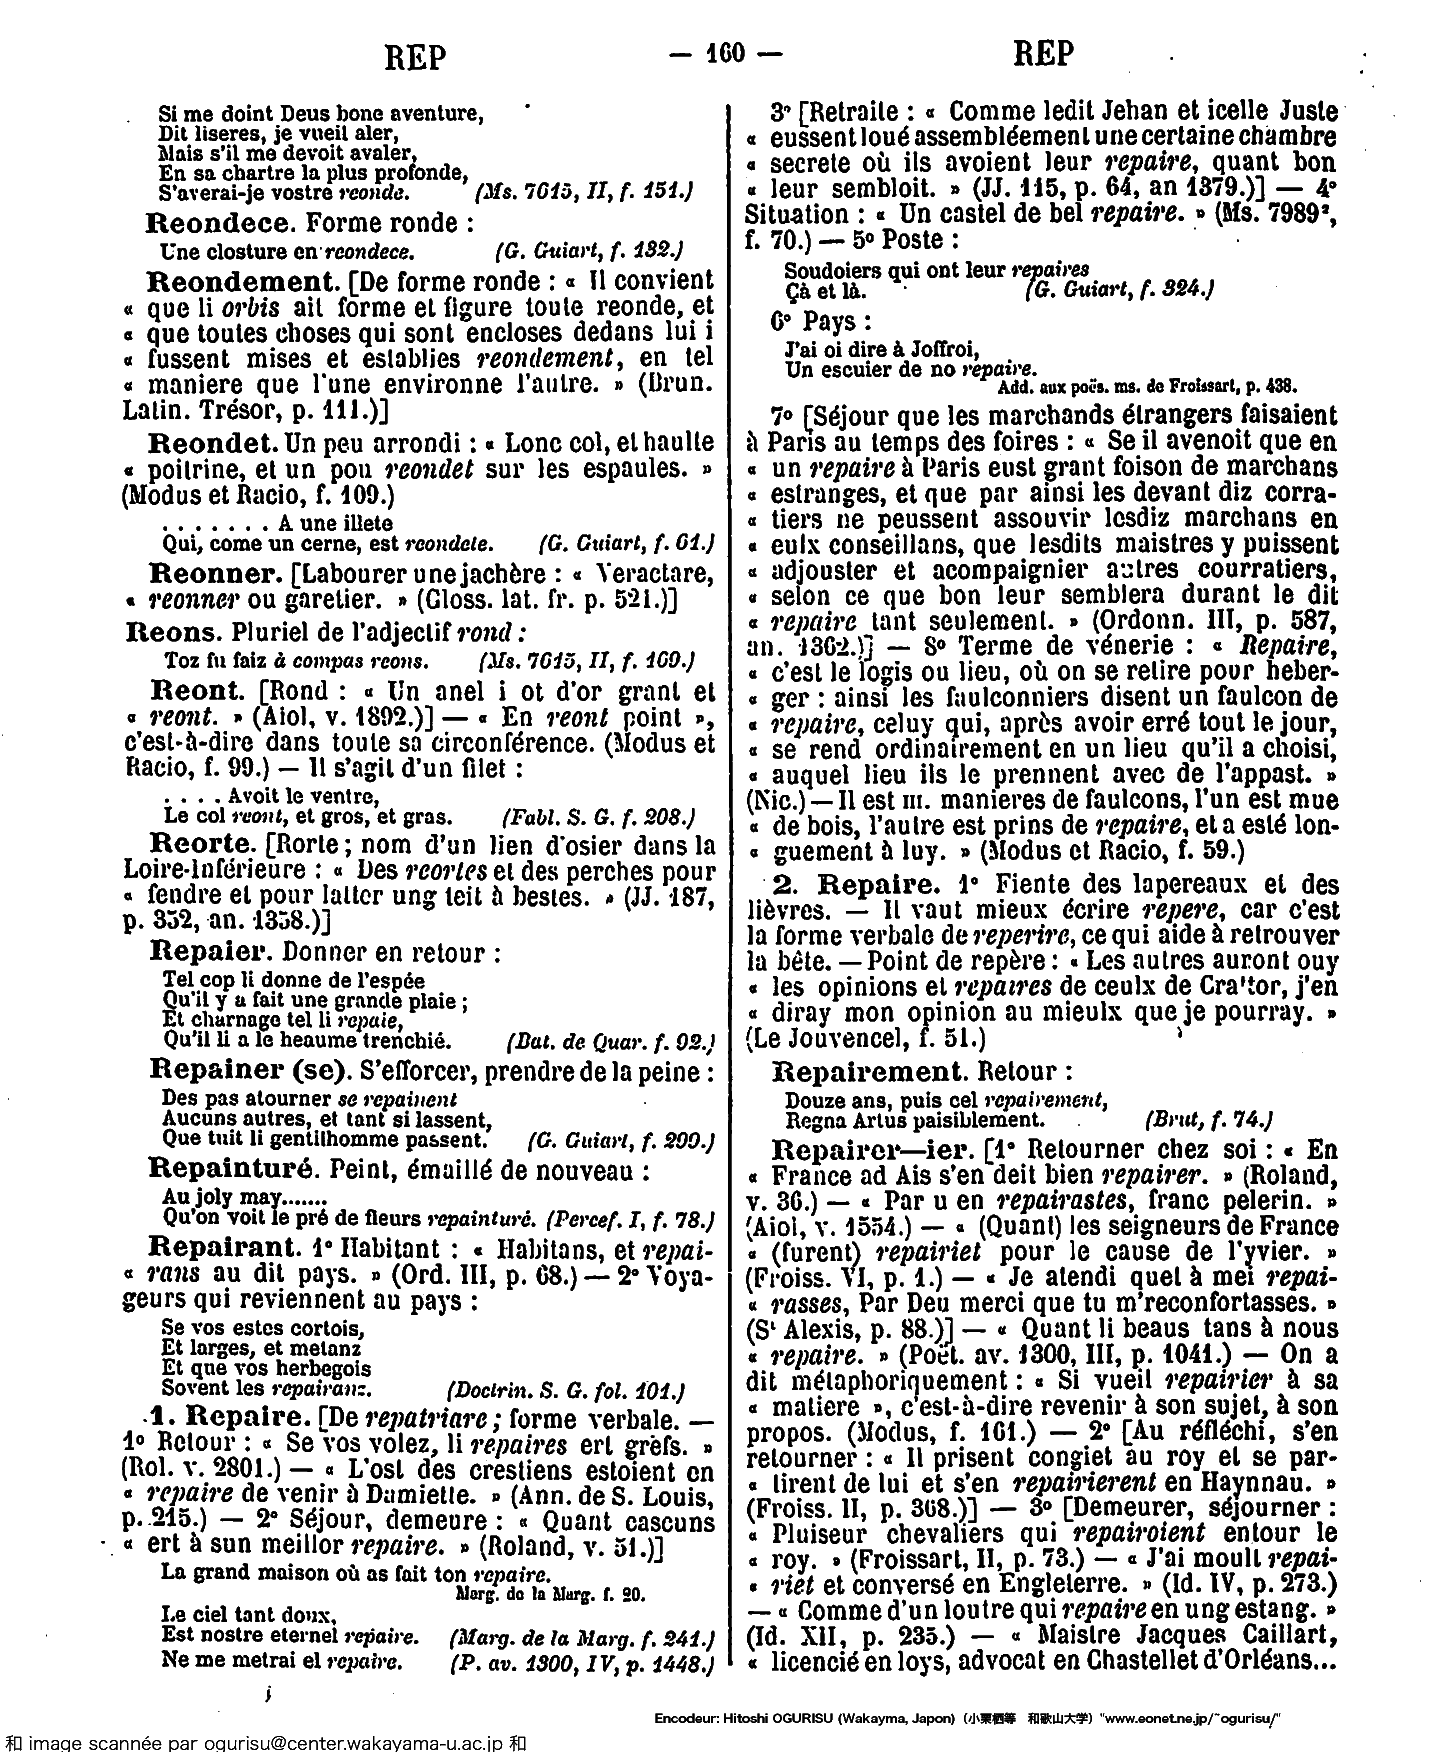 REP
— 160 —
REP
Si me doint Deus bone aventure,
Dit liseres, je vueil aler,
Mais s'il me devoit avaler,
En sa chartre la plus profonde,
S'averai-je vostre reonde. (Ms. 7615, II, f. 151.)
Reondece. Forme ronde :
Une closture en reondece. (G. Guiart, f. 132.)
Reondement. [De forme ronde : « Il convient
« que li orbis ait forme et figure toute reonde, et
« que toutes choses qui sont encloses dedans lui i
« fussent mises et establies reondement, en tel
« maniere que l'une environne l'autre. » (Brun.
Latin. Trésor, p. 111.)]
Reondet. Un peu arrondi : « Lonc col, et haulte
« poitrine, et un pou reondet sur les espaules. »
(Modus et Racio, f. 109.)
. . . . . . . A une illete
Qui, come un cerne, est reondete. (G. Guiart, f. 61.)
Reonner. [Labourer une jachère : « Veractare,
« reonner ou garetier. » (Gloss. lat. fr. p. 521.)]
Reons. Pluriel de l'adjectif rond :
Toz fu faiz à compas reons. (Ms. 7615, II, f. 169.)
Reont. [Rond : « Un anel i ot d'or grant et
« reont. » (Aiol, v. 1892.)] — « En reont point »,
c'est-à-dire dans toute sa circonférence. (Modus et
Racio, f. 99.) — Il s'agit d'un filet :
. . . . Avoit le ventre,
Le col reont, et gros, et gras. (Fabl. S. G. f. 208.)
Reorte. [Rorte ; nom d'un lien d'osier dans la
Loire-Inférieure : « Des reortes et des perches pour
« fendre et pour latter ung teit à bestes. » (JJ. 187,
p. 352, an. 1358.)]
Repaier. Donner en retour :
Tel cop li donne de l'espée
Qu'il y a fait une grande plaie ;
Et charnage tel li repaie,
Qu'il li a le heaume trenchié. (Bat. de Quar. f. 92.)
Repainer (se). S'efforcer, prendre de la peine :
Des pas atourner se repainent
Aucuns autres, et tant si lassent,
Que tuit li gentilhomme passent. (G. Guiart, f. 299.)
Repainturé. Peint, émaillé de nouveau :
Au joly may.......
Qu'on voit le pré de fleurs repainturé. (Percef. I, f. 78.)
Repairant. 1° Habitant : « Habitans, et repai-
« rans au dit pays. » (Ord. III, p. 68.) — 2° Voya-
geurs qui reviennent au pays :
Se vos estes cortois,
Et larges, et metanz
Et que vos herbegois
Sovent les repairanz. (Doctrin. S. G. fol. 101.)
1. Repaire. [De repatriare ; forme verbale. —
1° Retour : « Se vos volez, li repaires ert grefs. »
(Rol. v. 2801.) — « L'ost des crestiens estoient en
« repaire de venir à Damiette. » (Ann. de S. Louis,
p. 215.) — 2° Séjour, demeure : « Quant cascuns
« ert à sun meillor repaire. » (Roland, v. 51.)]
La grand maison où as fait ton repaire.
Marg. de la Marg. f. 20.
Le ciel tant doux,
Est nostre eternel repaire. (Marg. de la Marg. f. 241.)
Ne me metrai el repaire. (P. av. 1300, IV, p. 1448.)
3° [Retraite : « Comme ledit Jehan et icelle Juste
« eussent loué assembléement une certaine chambre
« secrete où ils avoient leur repaire, quant bon
« leur sembloit. » (JJ. 115, p. 64, an 1379.)] — 4°
Situation : « Un castel de bel repaire. » (Ms. 7989²,
f. 70.) — 5° Poste :
Soudoiers qui ont leur repaires
Çà et là. (G. Guiart, f. 324.)
6° Pays :
J'ai oi dire à Joffroi,
Un escuier de no repaire.
Add. aux poës. ms. de Froissart, p. 438.
7° [Séjour que les marchands étrangers faisaient
à Paris au temps des foires : « Se il avenoit que en
« un repaire à Paris eust grant foison de marchans
« estranges, et que par ainsi les devant diz corra-
« tiers ne peussent assouvir lesdiz marchans en
« eulx conseillans, que lesdits maistres y puissent
« adjouster et acompaignier autres courratiers,
« selon ce que bon leur semblera durant le dit
« repaire tant seulement. » (Ordonn. III, p. 587,
an. 1362.)] — 8° Terme de vénerie : « Repaire,
« c'est le logis ou lieu, où on se retire pour heber-
« ger : ainsi les faulconniers disent un faulcon de
« repaire, celuy qui, après avoir erré tout le jour,
« se rend ordinairement en un lieu qu'il a choisi,
« auquel lieu ils le prennent avec de l'appast. »
(Nic.) — Il est III. manieres de faulcons, l'un est mue
« de bois, l'autre est prins de repaire, et a esté lon-
« guement à luy. » (Modus et Racio, f. 59.)
2. Repaire. 1° Fiente des lapereaux et des
lièvres. — Il vaut mieux écrire repere, car c'est
la forme verbale de reperire, ce qui aide à retrouver
la bête. — Point de repère : « Les autres auront ouy
« les opinions et repaires de ceulx de Cra'tor, j'en
« diray mon opinion au mieulx que je pourray. »
(Le Jouvencel, f. 51.)
Repairement. Retour :
Douze ans, puis cel repairement,
Regna Artus paisiblement. (Brut, f. 74.)
Repairer—ier. [1° Retourner chez soi : « En
« France ad Ais s'en deit bien repairer. » (Roland,
v. 36.) — « Par u en repairastes, franc pelerin. »
(Aiol, v. 1554.) — « (Quant) les seigneurs de France
« (furent) repairiet pour le cause de l'yvier. »
(Froiss. VI, p. 1.) — « Je atendi quet à mei repai-
« rasses, Par Deu merci que tu m'reconfortasses. »
(Sᵗ Alexis, p. 88.)] — « Quant li beaus tans à nous
« repaire. » (Poët. av. 1300, III, p. 1041.) — On a
dit métaphoriquement : « Si vueil repairier à sa
« matiere », c'est-à-dire revenir à son sujet, à son
propos. (Modus, f. 161.) — 2° [Au réfléchi, s'en
retourner : « Il prisent congiet au roy et se par-
« tirent de lui et s'en repairierent en Haynnau. »
(Froiss. II, p. 368.)] — 3° [Demeurer, séjourner :
« Pluiseur chevaliers qui repairoient entour le
« roy. » (Froissart, II, p. 73.) — « J'ai moult repai-
« riet et conversé en Engleterre. » (Id. IV, p. 273.)
— « Comme d'un loutre qui repaire en ung estang. »
(Id. XII, p. 235.) — « Maistre Jacques Caillart,
« licencié en loys, advocat en Chastellet d'Orléans...
Encodeur: Hitoshi OGURISU (Wakayma, Japon) (小栗栖等 和歌山大学) "www.eonet.ne.jp/~ogurisu/"
和 image scannée par ogurisu@center.wakayama-u.ac.jp 和